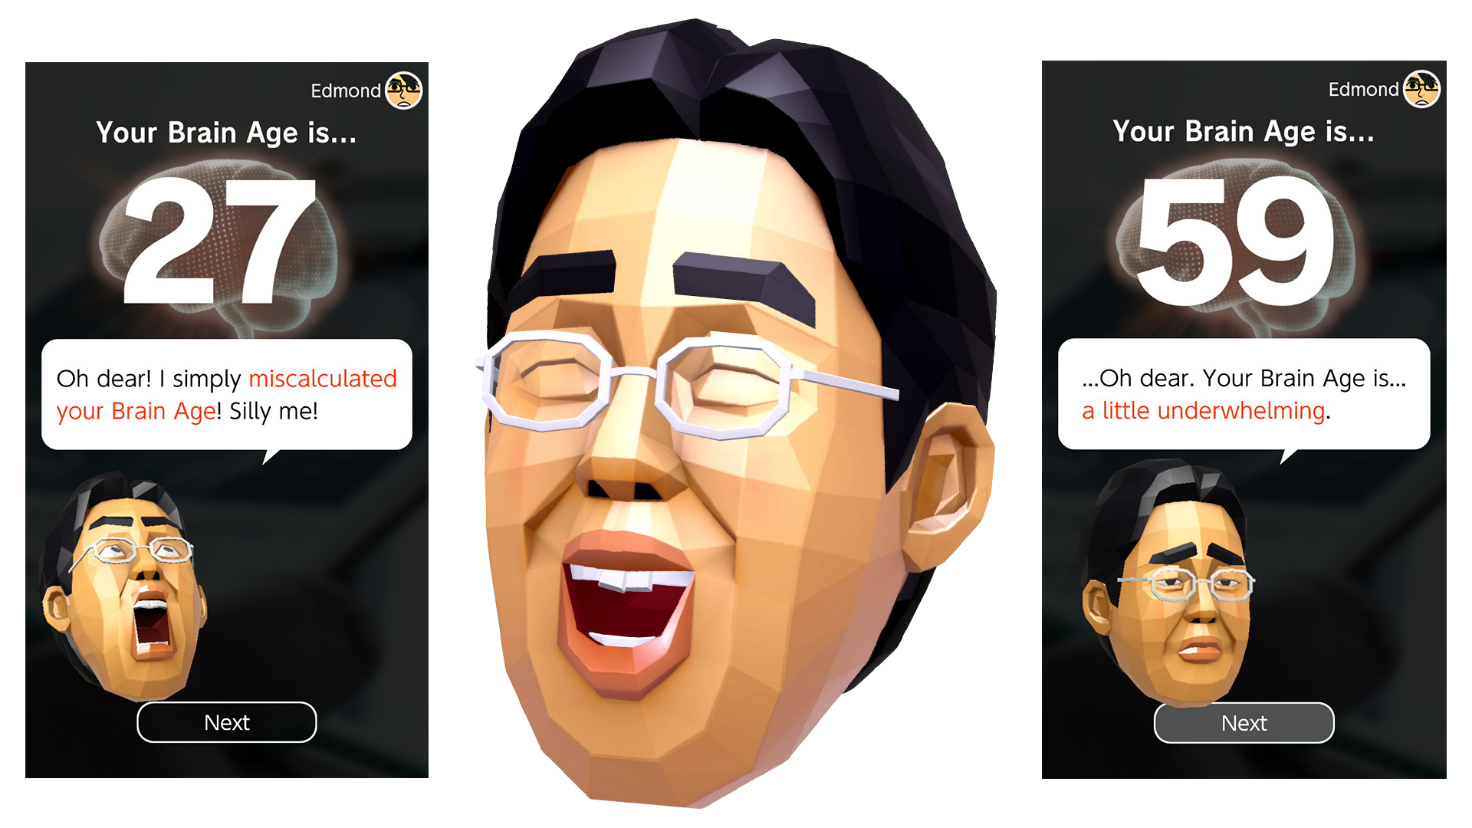 Edmond
Your Brain Age is...
27
Oh dear! I simply miscalculated
your Brain Age! Silly me!
Next
Edmond
Your Brain Age is...
59
...Oh dear. Your Brain Age is...
a little underwhelming.
Next